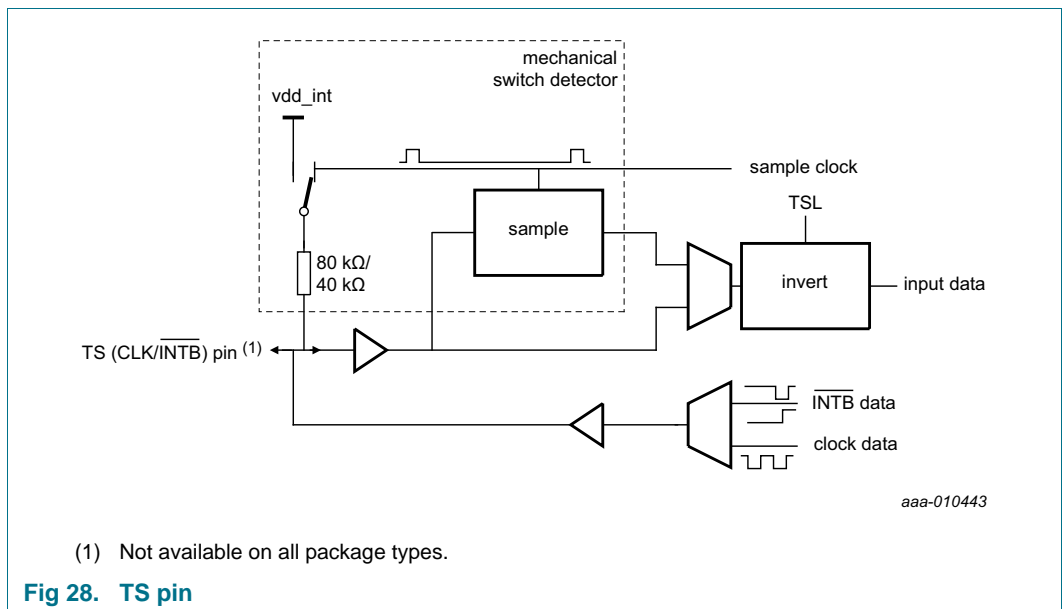 mechanical
switch detector
vdd_int
sample clock
TSL
sample
80 kΩ/
40 kΩ
invert
input data
TS (CLK/INTB) pin (1)
INTB data
clock data
aaa-010443
(1) Not available on all package types.
Fig 28. TS pin